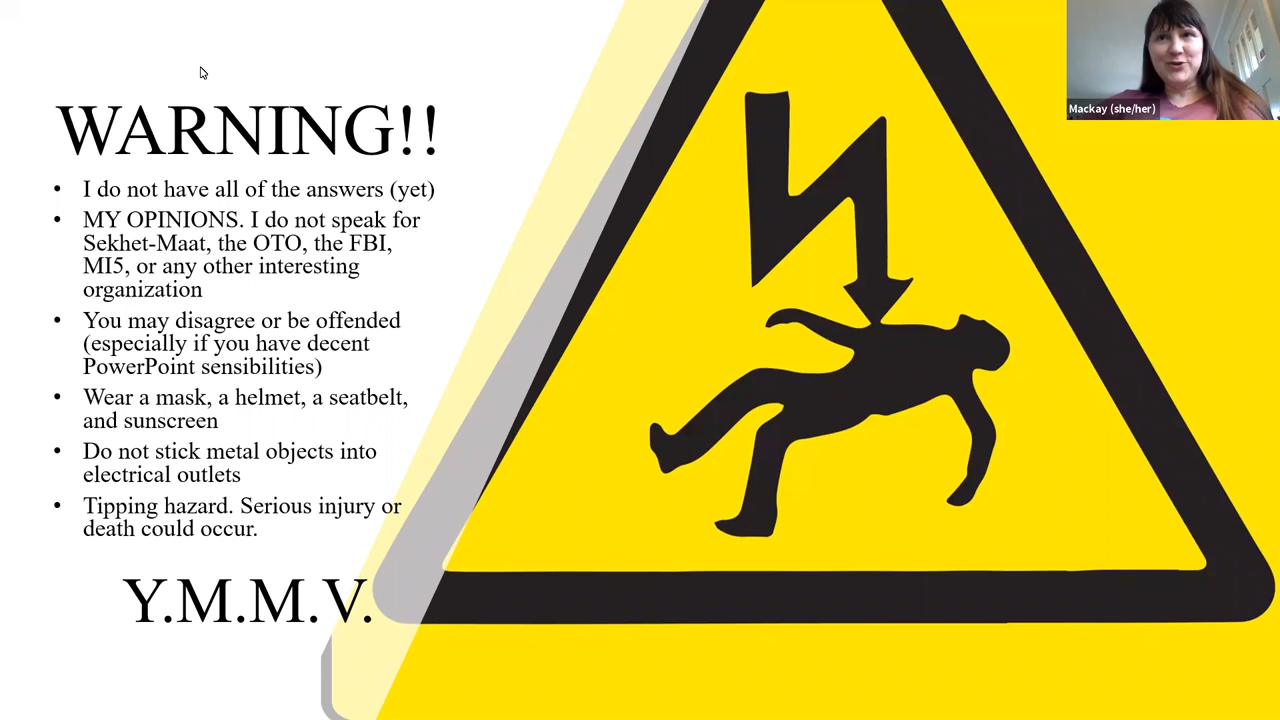 WARNING!!
• I do not have all of the answers (yet)
• MY OPINIONS. I do not speak for
Sekhet-Maat, the OTO, the FBI,
MI5, or any other interesting
organization
• You may disagree or be offended
(especially if you have decent
PowerPoint sensibilities)
• Wear a mask, a helmet, a seatbelt,
and sunscreen
• Do not stick metal objects into
electrical outlets
• Tipping hazard. Serious injury or
death could occur.
Y.M.M.V.
Mackay (she/her)